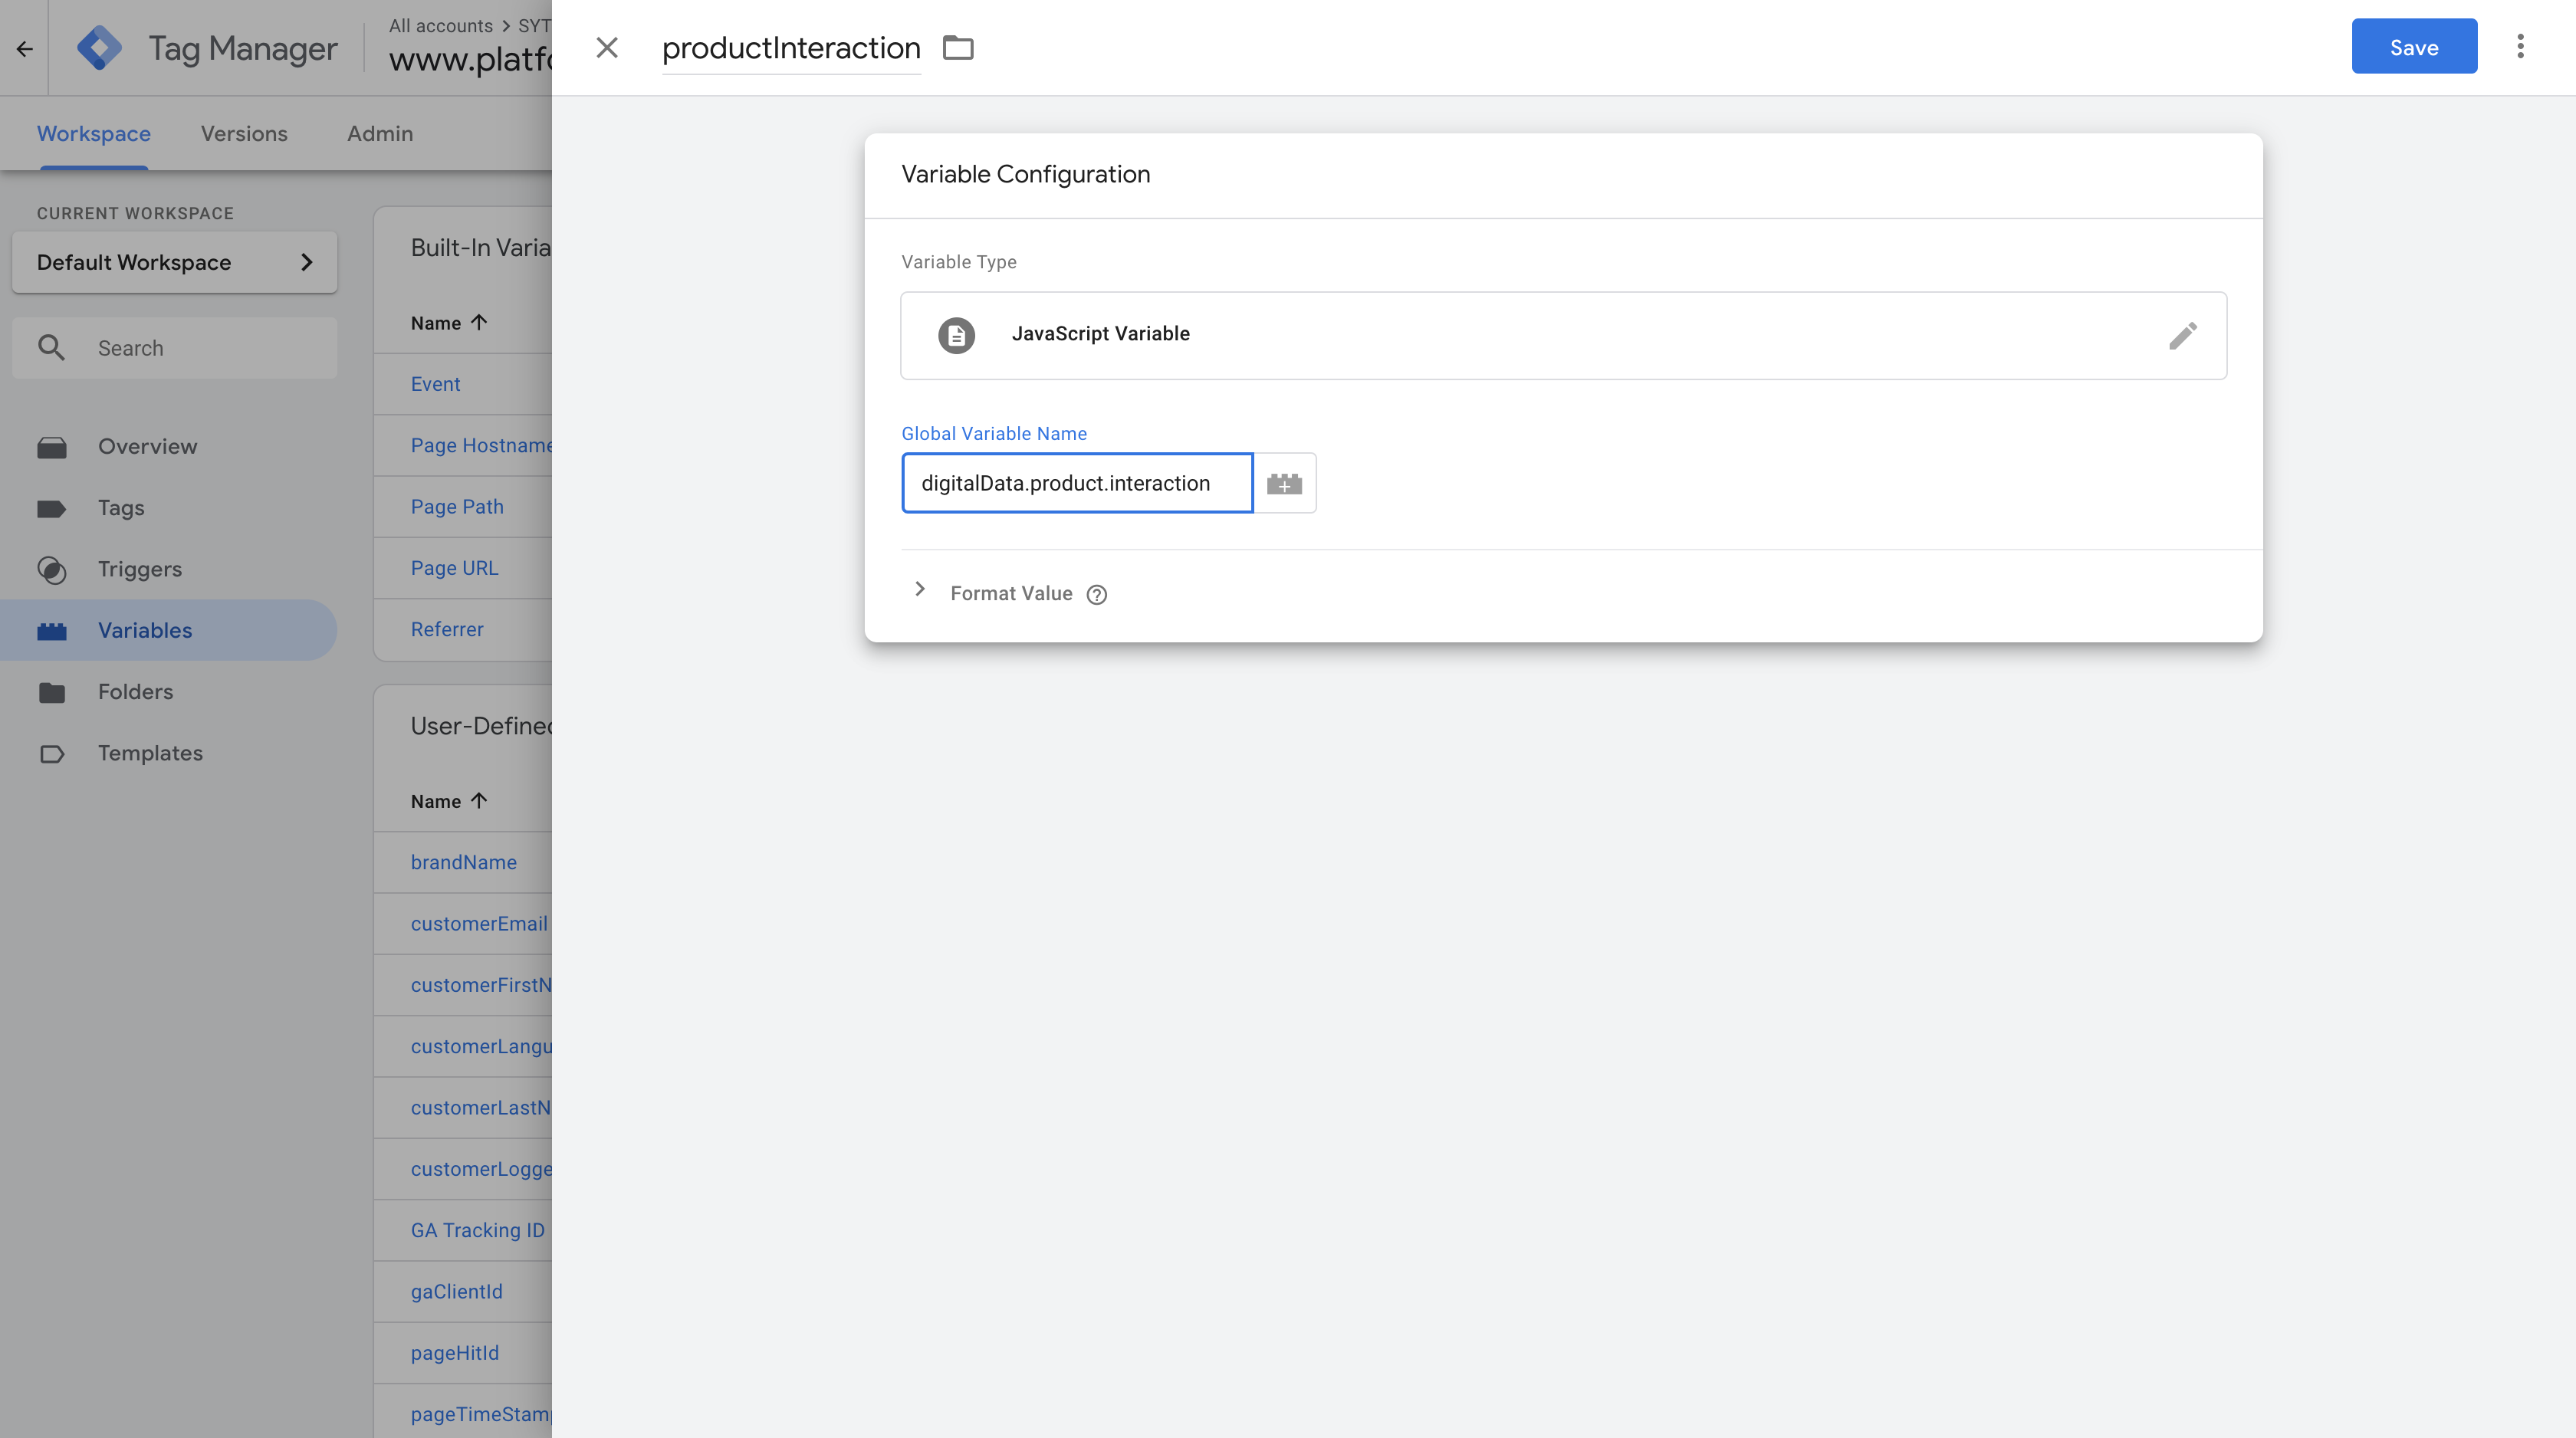 All accounts > SYT
Tag Manager
www.platfo
productInteraction
Save
Workspace
Versions
Admin
Variable Configuration
CURRENT WORKSPACE
Default Workspace
Built-In Varia
Variable Type
Name
JavaScript Variable
Search
Event
Global Variable Name
Overview
Page Hostname
digitalData.product.interaction
Tags
Page Path
Triggers
Page URL
Format Value
Variables
Referrer
Folders
User-Defined
Templates
Name
brandName
customerEmail
customerFirstN
customerLangu
customerLastN
customerLogge
GA Tracking ID
gaClientId
pageHitId
pageTimeStamp